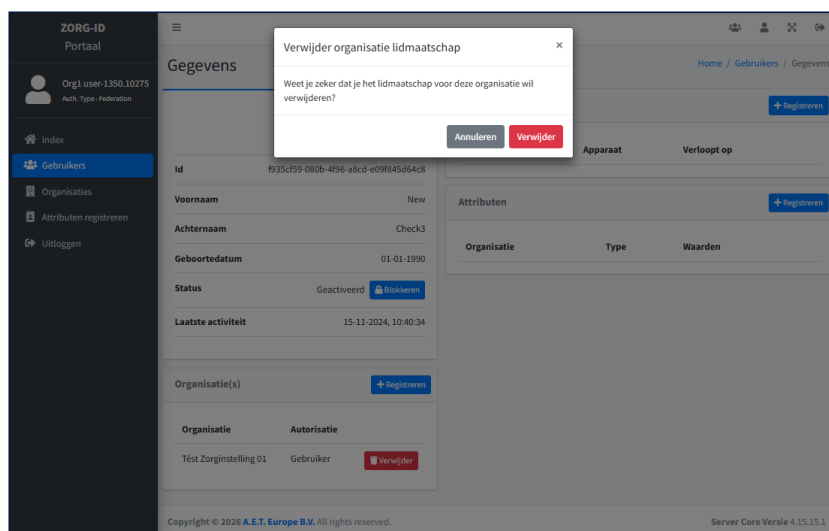 ZORG-ID
Portaal
Org1 user-1350.10275
Auth. Type : Federation
Index
Gebruikers
Organisaties
Attributen registreren
Uitloggen
Gegevens
Home / Gebruikers / Gegevens
Verwijder organisatie lidmaatschap
×
Weet je zeker dat je het lidmaatschap voor deze organisatie wil
verwijderen?
Annuleren
Verwijder
Id f935cf59-080b-4f96-a8cd-e09f845d64c8
Voornaam New
Achternaam Check3
Geboortedatum 01-01-1990
Status Geactiveerd Blokkeren
Laatste activiteit 15-11-2024, 10:40:34
Organisatie(s) + Registreren
Organisatie Autorisatie
Tést Zorginstelling 01 Gebruiker Verwijder
+ Registreren
Apparaat Verloopt op
Attributen + Registreren
Organisatie Type Waarden
Copyright © 2026 A.E.T. Europe B.V. All rights reserved.
Server Core Versie 4.15.15.1